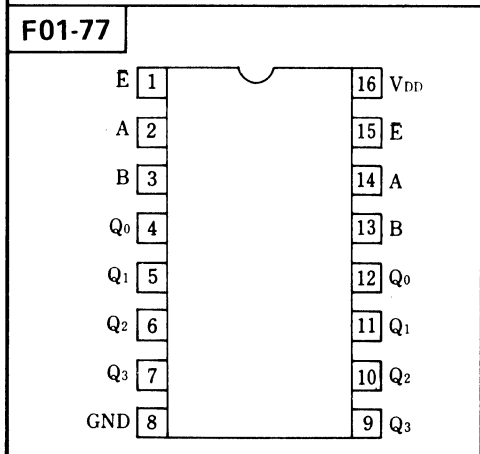 F01-77
Ē 1 16 VDD
A 2 15 Ē
B 3 14 A
Q0 4 13 B
Q1 5 12 Q0
Q2 6 11 Q1
Q3 7 10 Q2
GND 8 9 Q3